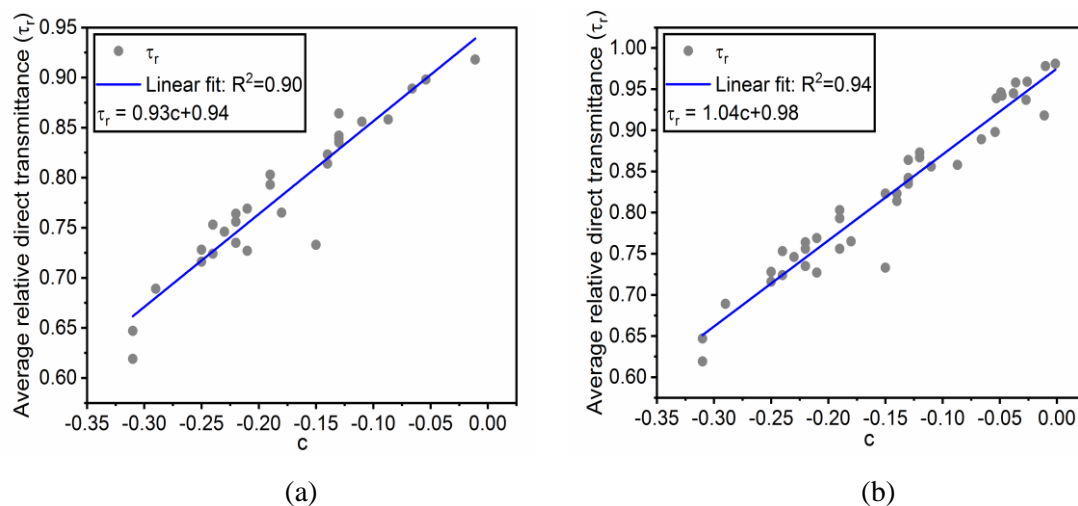 (a)
Average relative direct transmittance (τr)
0.95
0.90
0.85
0.80
0.75
0.70
0.65
0.60
τr
Linear fit: R²=0.90
τr = 0.93c+0.94
-0.35 -0.30 -0.25 -0.20 -0.15 -0.10 -0.05 0.00
c
(a)
(b)
Average relative direct transmittance (τr)
1.00
0.95
0.90
0.85
0.80
0.75
0.70
0.65
0.60
τr
Linear fit: R²=0.94
τr = 1.04c+0.98
-0.35 -0.30 -0.25 -0.20 -0.15 -0.10 -0.05 0.00
c
(b)